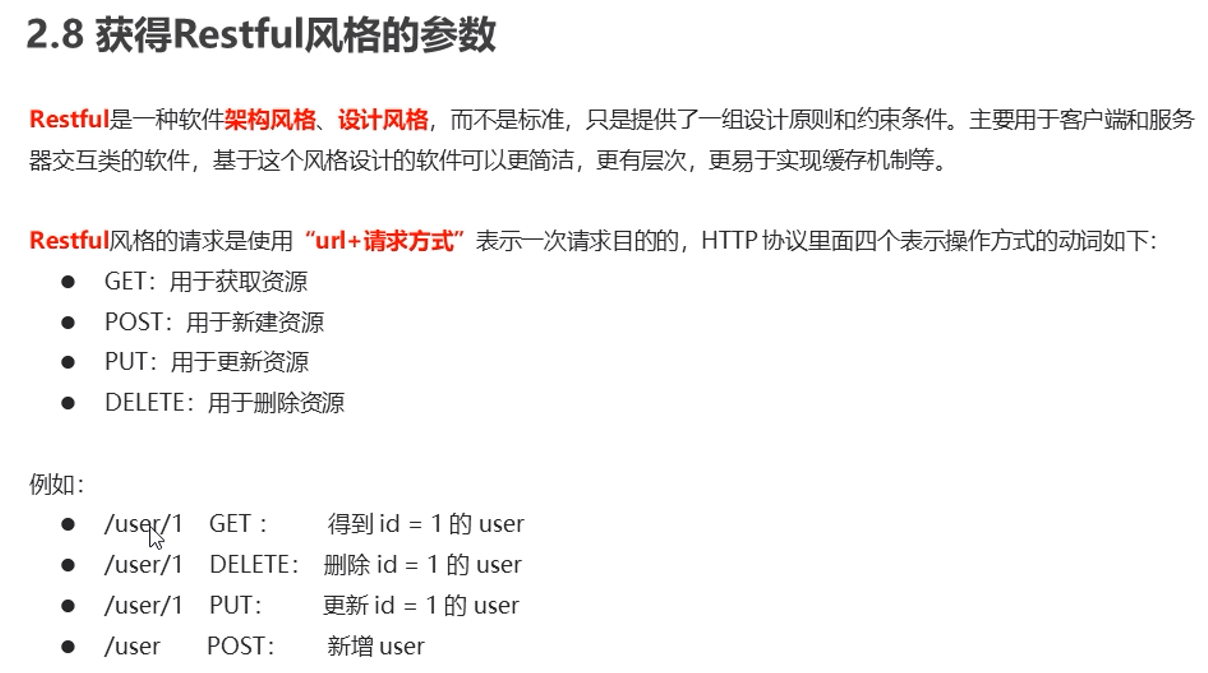 2.8 获得Restful风格的参数
Restful是一种软件架构风格、设计风格，而不是标准，只是提供了一组设计原则和约束条件。主要用于客户端和服务
器交互类的软件，基于这个风格设计的软件可以更简洁，更有层次，更易于实现缓存机制等。
Restful风格的请求是使用“url+请求方式”表示一次请求目的的，HTTP 协议里面四个表示操作方式的动词如下：
● GET：用于获取资源
● POST：用于新建资源
● PUT：用于更新资源
● DELETE：用于删除资源
例如：
● /user/1 GET ： 得到 id = 1 的 user
● /user/1 DELETE： 删除 id = 1 的 user
● /user/1 PUT： 更新 id = 1 的 user
● /user POST： 新增 user